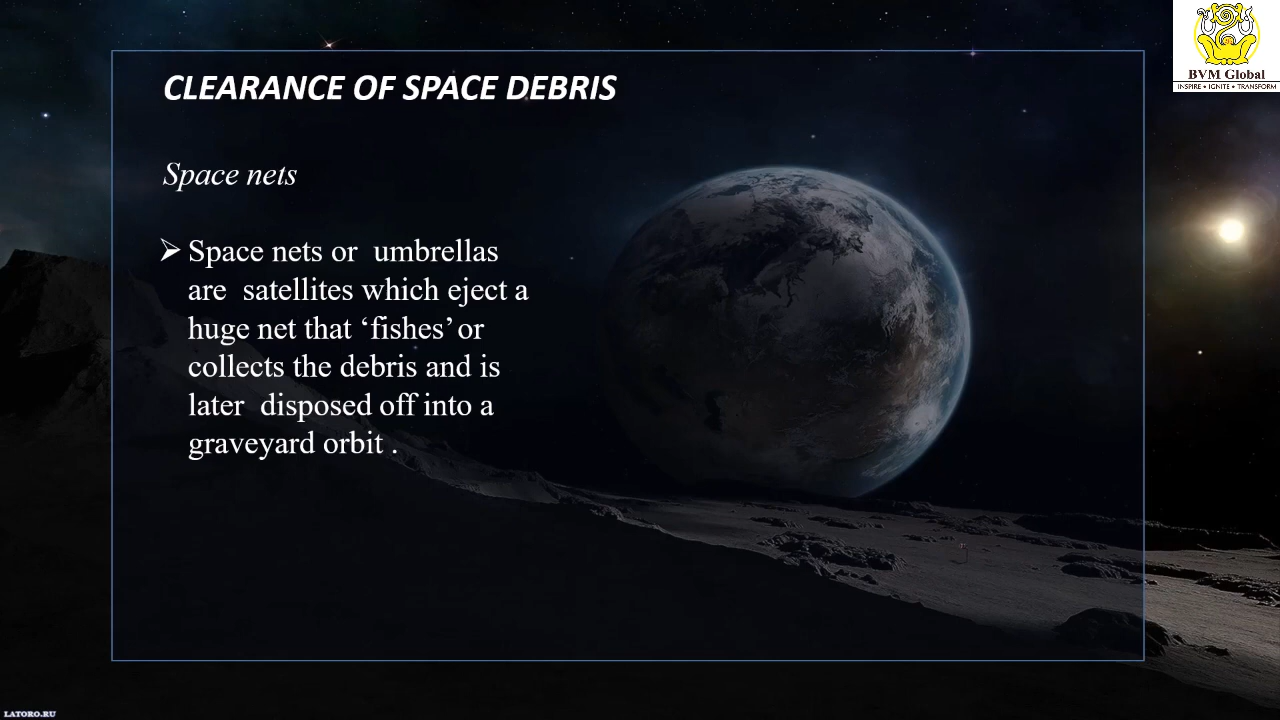 BVM Global
INSPIRE • IGNITE • TRANSFORM
CLEARANCE OF SPACE DEBRIS
Space nets
➢ Space nets or  umbrellas
are  satellites which eject a
huge net that ‘fishes’ or
collects the debris and is
later  disposed off into a
graveyard orbit .
LATORO.RU